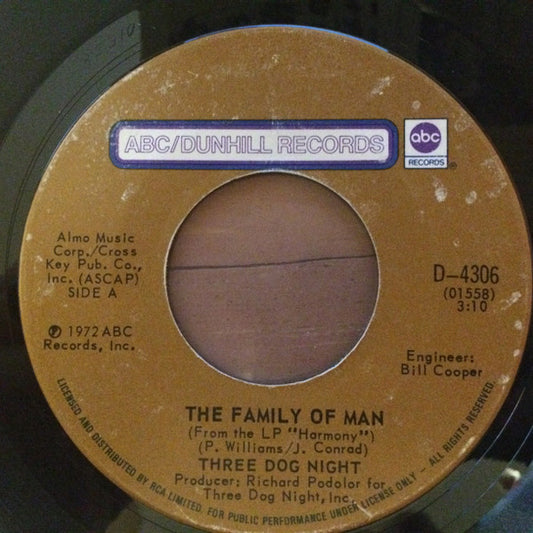 ABC/DUNHILL RECORDS
abc
RECORDS
®
Almo Music
Corp./Cross
Key Pub. Co.,
Inc. (ASCAP)
SIDE A
℗ 1972 ABC
Records, Inc.
D-4306
(01558)
3:10
Engineer:
Bill Cooper
THE FAMILY OF MAN
(From the LP "Harmony")
(P. Williams/J. Conrad)
THREE DOG NIGHT
Producer: Richard Podolor for
Three Dog Night, Inc.
LICENSED AND DISTRIBUTED BY RCA LIMITED. FOR PUBLIC PERFORMANCE UNDER LICENSE ONLY - ALL RIGHTS RESERVED.